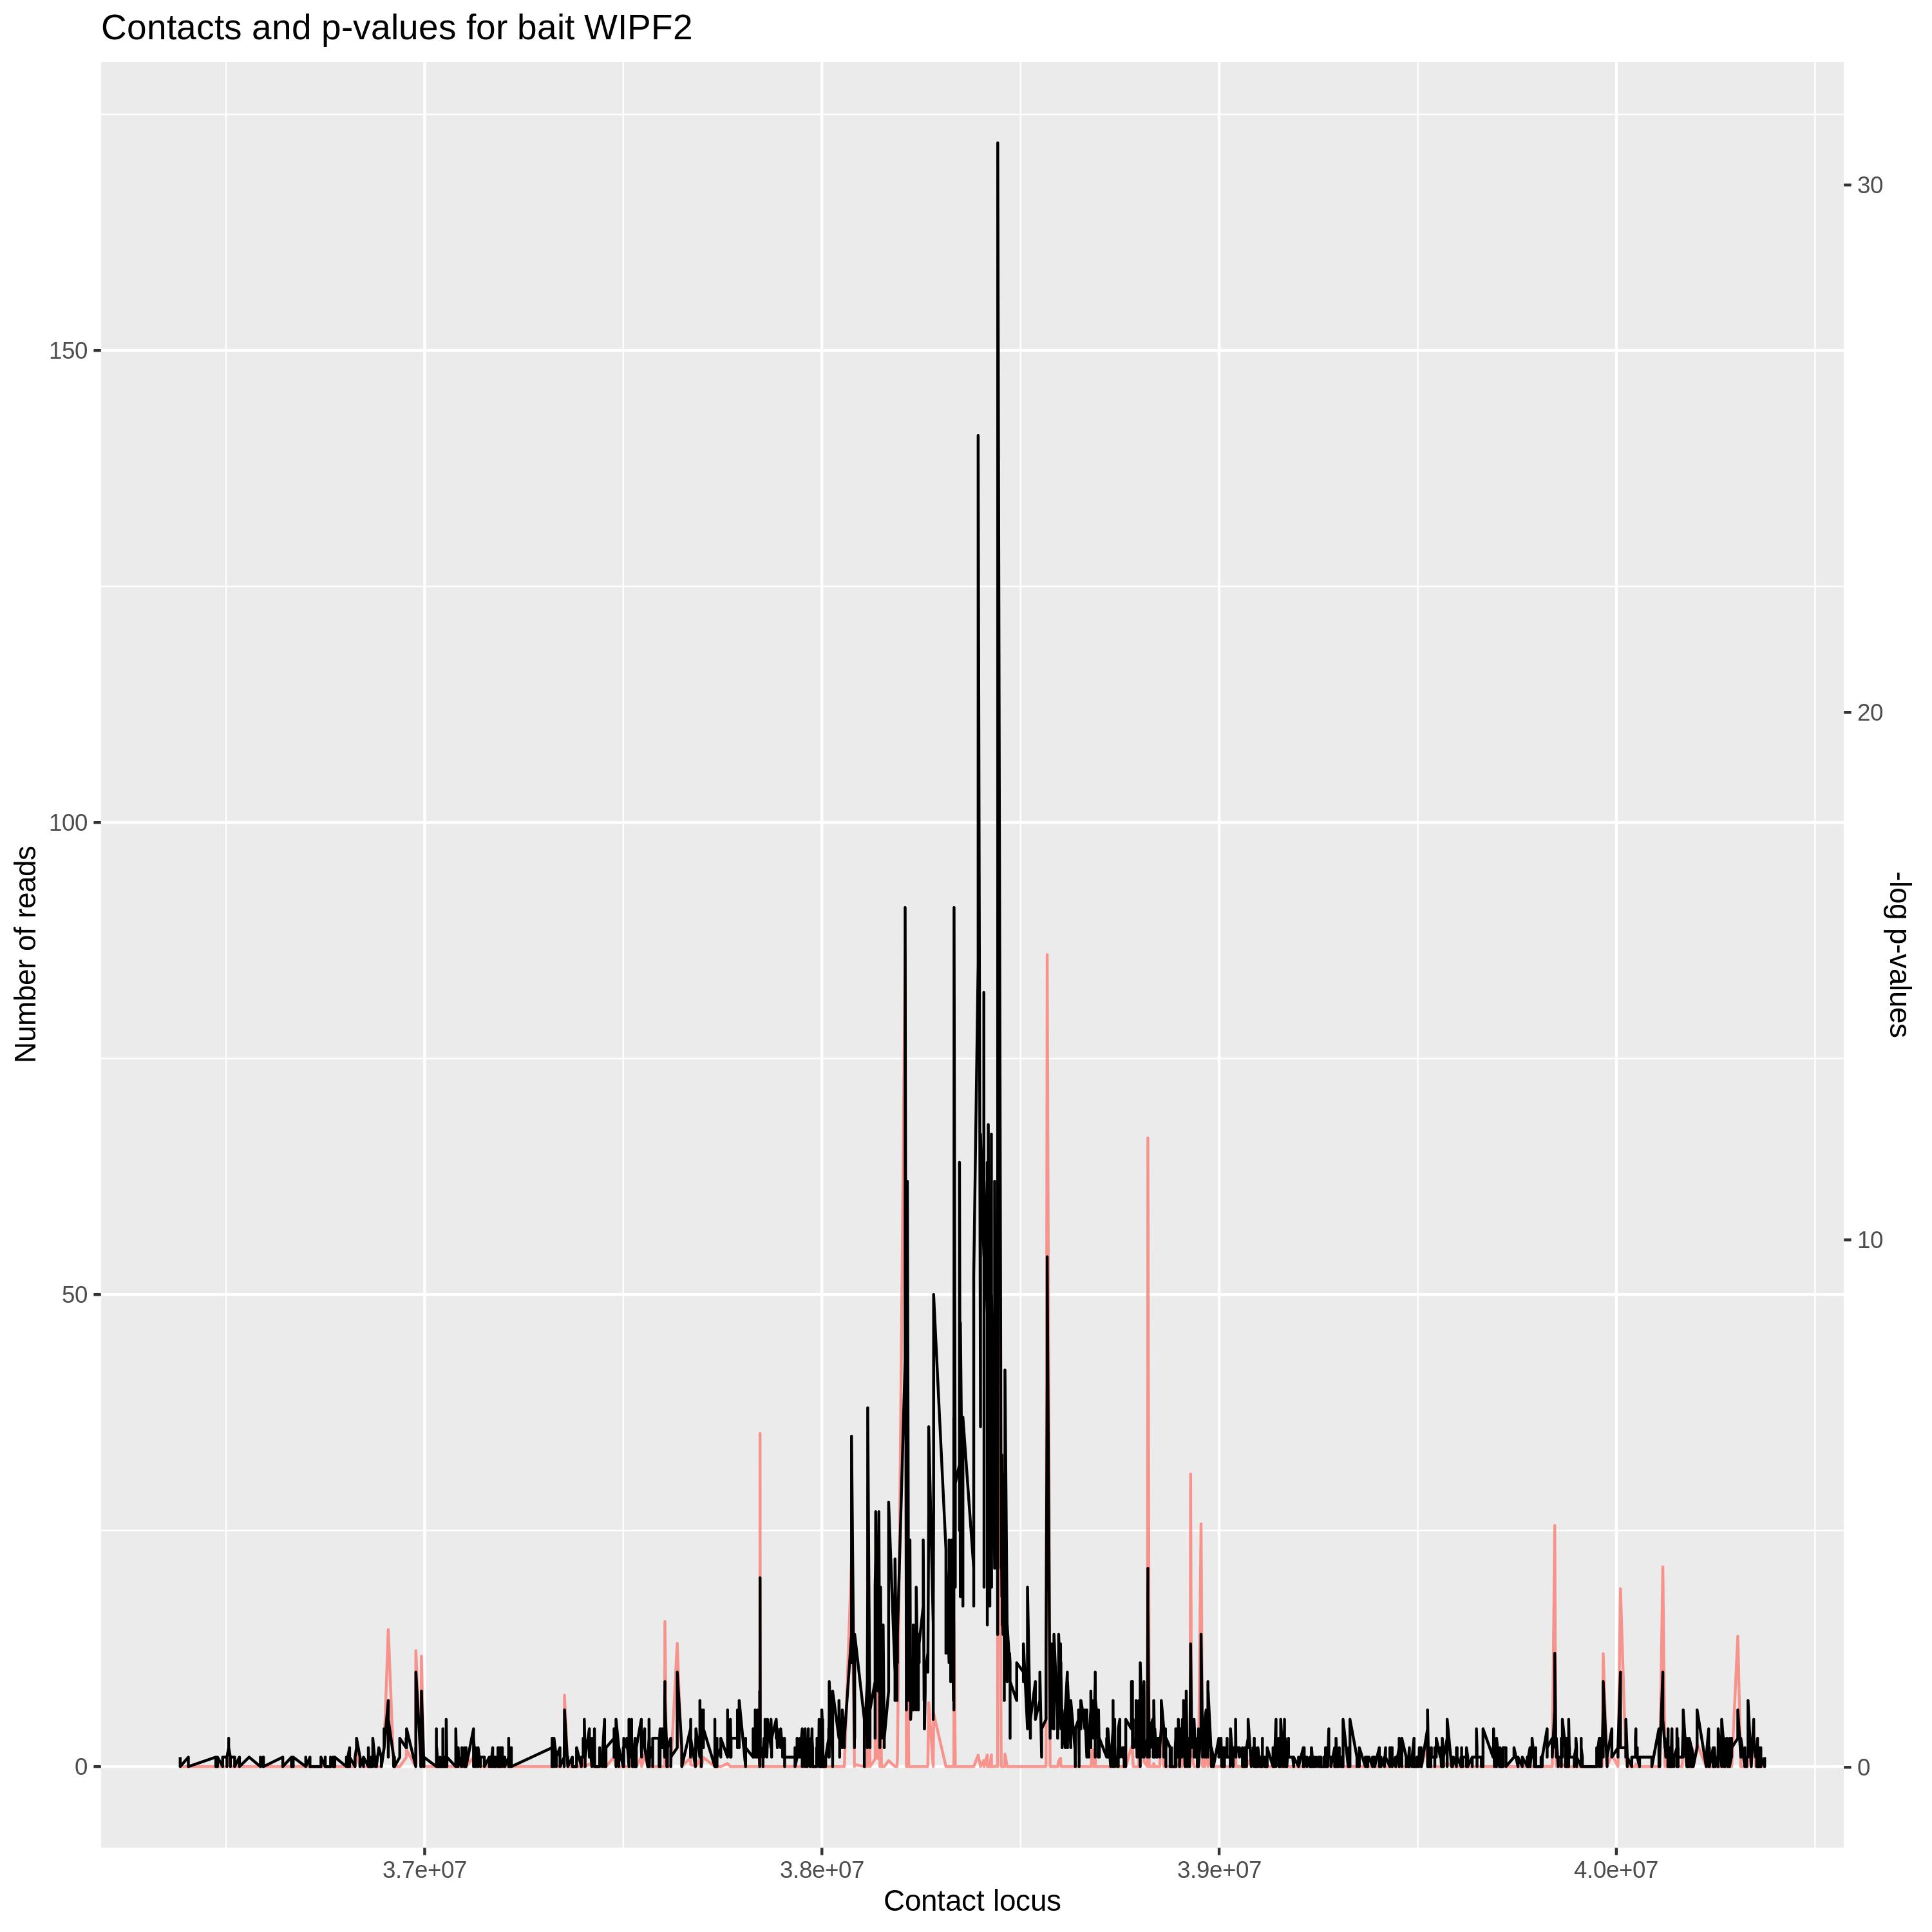 Contacts and p-values for bait WIPF2
Number of reads
150
100
50
0
30
20
10
0
-log p-values
3.7e+07
3.8e+07
3.9e+07
4.0e+07
Contact locus